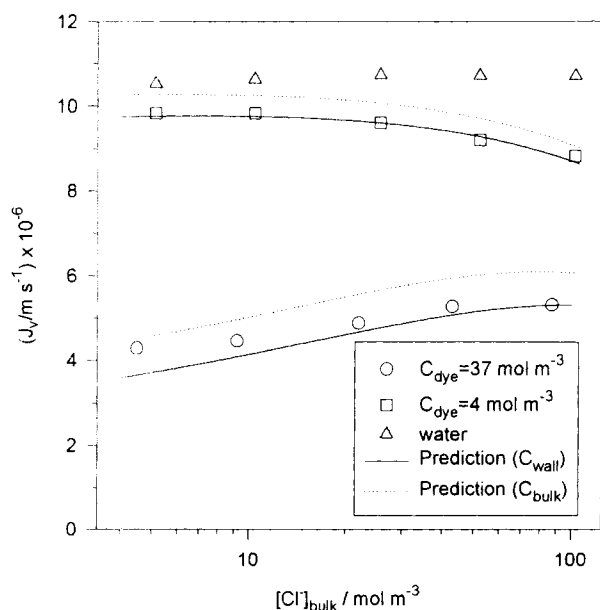 12
10
8
6
4
2
0
(Jv/m s⁻¹) x 10⁻⁶
C_dye=37 mol m⁻³
C_dye=4 mol m⁻³
water
Prediction (C_wall)
Prediction (C_bulk)
10
100
[Cl⁻]_bulk / mol m⁻³